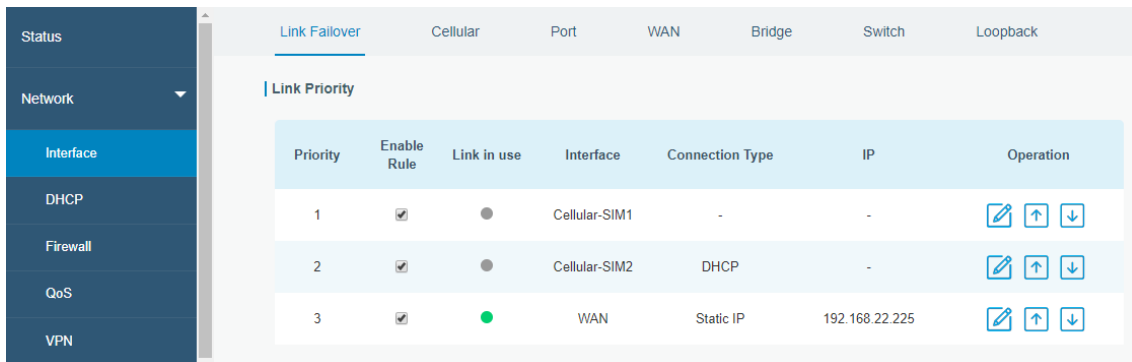 Status
Network
Interface
DHCP
Firewall
QoS
VPN
Link Failover Cellular Port WAN Bridge Switch Loopback
Link Priority
Priority Enable Rule Link in use Interface Connection Type IP Operation
1 Cellular-SIM1 - -
2 Cellular-SIM2 DHCP -
3 WAN Static IP 192.168.22.225